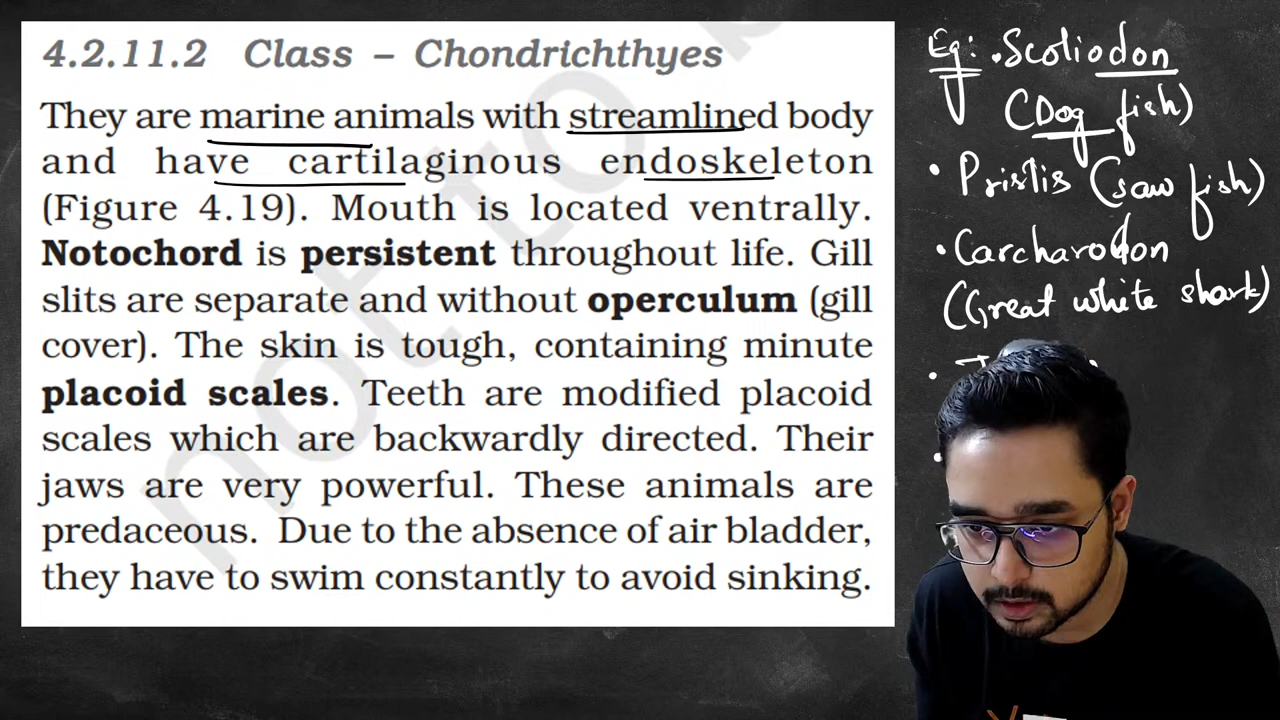 4.2.11.2 Class – Chondrichthyes
They are marine animals with streamlined body
and have cartilaginous endoskeleton
(Figure 4.19). Mouth is located ventrally.
Notochord is persistent throughout life. Gill
slits are separate and without operculum (gill
cover). The skin is tough, containing minute
placoid scales. Teeth are modified placoid
scales which are backwardly directed. Their
jaws are very powerful. These animals are
predaceous. Due to the absence of air bladder,
they have to swim constantly to avoid sinking.
Eg: • Scoliodon
(Dog fish)
• Pristis (saw fish)
• Carcharodon
(Great white shark)